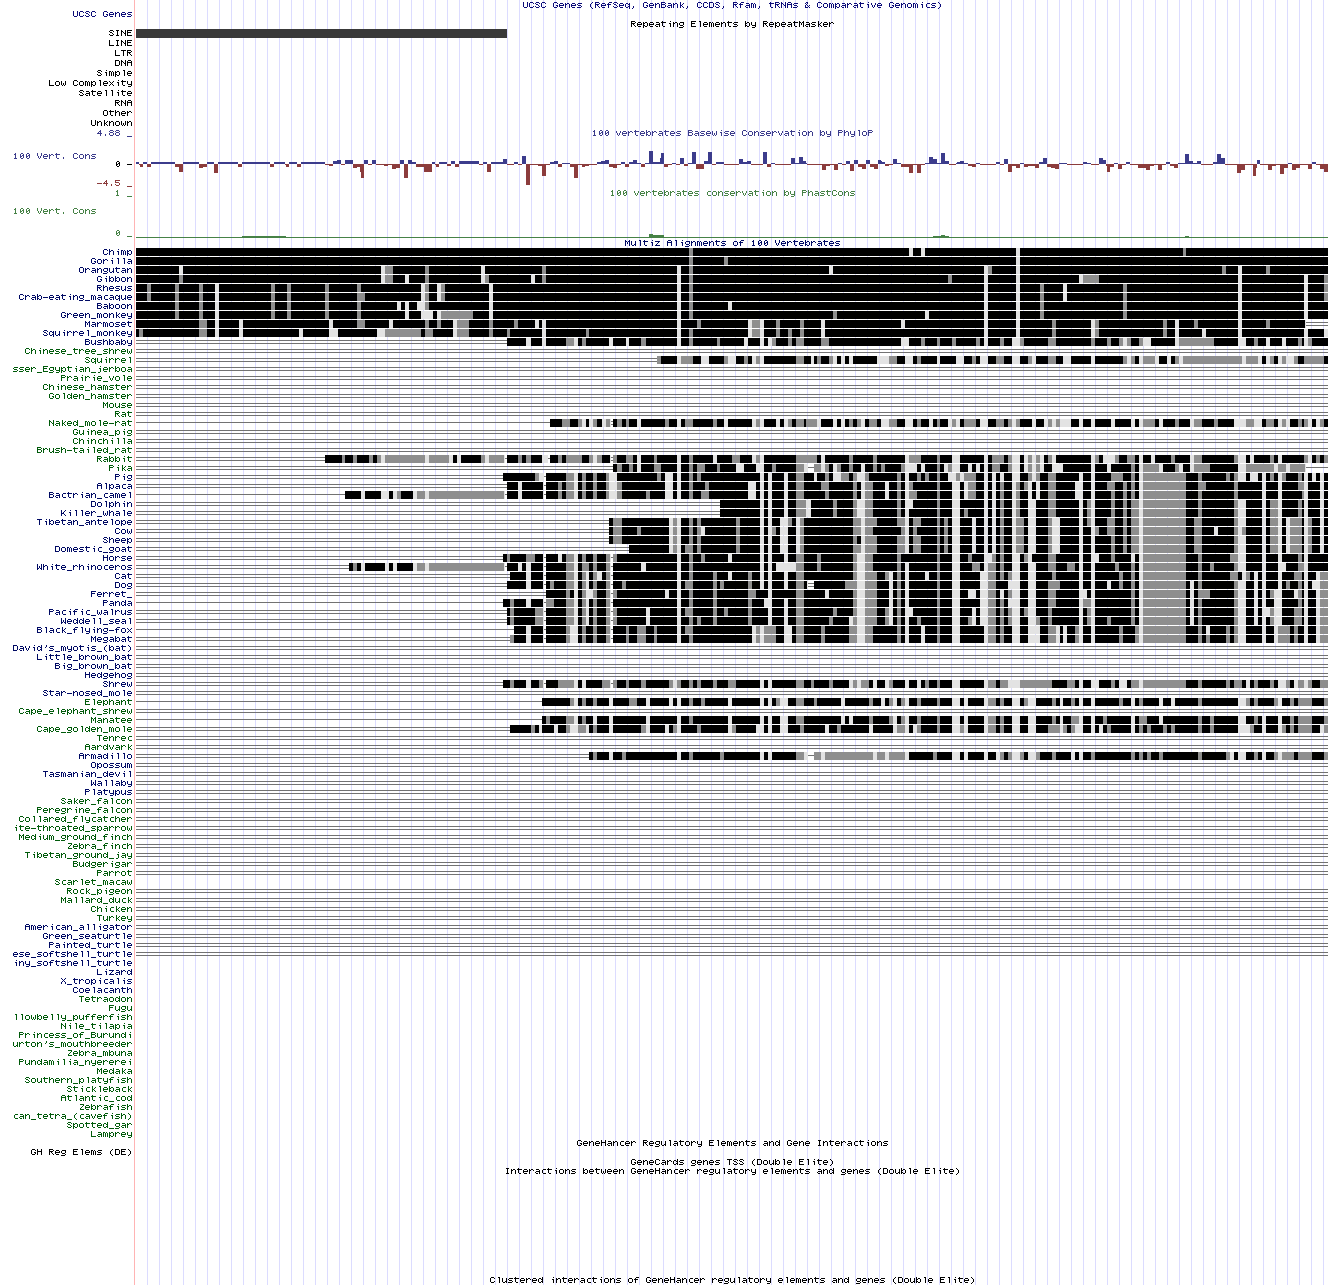 UCSC Genes (RefSeq, GenBank, CCDS, Rfam, tRNAs & Comparative Genomics)
UCSC Genes
Repeating Elements by RepeatMasker
SINE
LINE
LTR
DNA
Simple
Low Complexity
Satellite
RNA
Other
Unknown
4.88 _
100 vertebrates Basewise Conservation by PhyloP
100 Vert. Cons
0 _
-4.5 _
1 _
100 vertebrates conservation by PhastCons
100 Vert. Cons
0 _
Multiz Alignments of 100 Vertebrates
Chimp
Gorilla
Orangutan
Gibbon
Rhesus
Crab-eating_macaque
Baboon
Green_monkey
Marmoset
Squirrel_monkey
Bushbaby
Chinese_tree_shrew
Squirrel
sser_Egyptian_jerboa
Prairie_vole
Chinese_hamster
Golden_hamster
Mouse
Rat
Naked_mole-rat
Guinea_pig
Chinchilla
Brush-tailed_rat
Rabbit
Pika
Pig
Alpaca
Bactrian_camel
Dolphin
Killer_whale
Tibetan_antelope
Cow
Sheep
Domestic_goat
Horse
White_rhinoceros
Cat
Dog
Ferret_
Panda
Pacific_walrus
Weddell_seal
Black_flying-fox
Megabat
David's_myotis_(bat)
Little_brown_bat
Big_brown_bat
Hedgehog
Shrew
Star-nosed_mole
Elephant
Cape_elephant_shrew
Manatee
Cape_golden_mole
Tenrec
Aardvark
Armadillo
Opossum
Tasmanian_devil
Wallaby
Platypus
Saker_falcon
Peregrine_falcon
Collared_flycatcher
ite-throated_sparrow
Medium_ground_finch
Zebra_finch
Tibetan_ground_jay
Budgerigar
Parrot
Scarlet_macaw
Rock_pigeon
Mallard_duck
Chicken
Turkey
American_alligator
Green_seaturtle
Painted_turtle
ese_softshell_turtle
iny_softshell_turtle
Lizard
X_tropicalis
Coelacanth
Tetraodon
Fugu
llowbelly_pufferfish
Nile_tilapia
Princess_of_Burundi
urton's_mouthbreeder
Zebra_mbuna
Pundamilia_nyererei
Medaka
Southern_platyfish
Stickleback
Atlantic_cod
Zebrafish
can_tetra_(cavefish)
Spotted_gar
Lamprey
GeneHancer Regulatory Elements and Gene Interactions
GH Reg Elems (DE)
GeneCards genes TSS (Double Elite)
Interactions between GeneHancer regulatory elements and genes (Double Elite)
Clustered interactions of GeneHancer regulatory elements and genes (Double Elite)